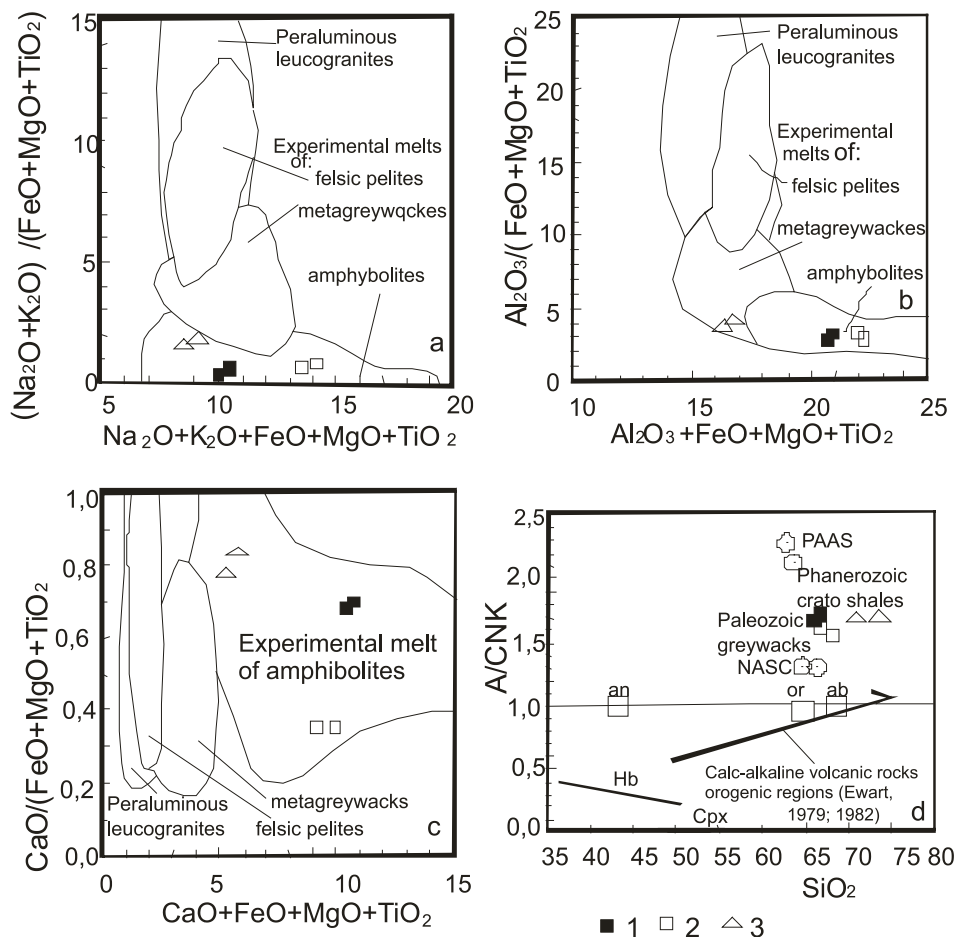 (Na2O+K2O) /(FeO+MgO+TiO2)
15
10
5
0
Peraluminous
leucogranites
Experimental melts
of:
felsic pelites
metagreywqckes
amphybolites
a
5
10
15
20
Na2O+K2O+FeO+MgO+TiO2
Al2O3/( FeO+MgO+TiO2
25
20
15
10
5
0
Peraluminous
leucogranites
Experimental
melts of:
felsic pelites
metagreywackes
amphybolites
b
10
15
20
25
Al2O3+FeO+MgO+TiO2
CaO/(FeO+MgO+TiO2
1,0
0,8
0,6
0,4
0,2
0,0
Experimental melt
of amphibolites
Peraluminous
leucogranites
metagreywacks
felsic pelites
c
0
5
10
15
CaO+FeO+MgO+TiO2
A/CNK
2,5
2,0
1,5
1,0
0,5
0,0
PAAS
Phanerozoic
crato shales
Paleozoic
greywacks
NASC
an
or
ab
Hb
Cpx
Calc-alkaline volcanic rocks
orogenic regions (Ewart,
1979; 1982)
d
35
40
50
60
70
75
80
SiO2
1
2
3